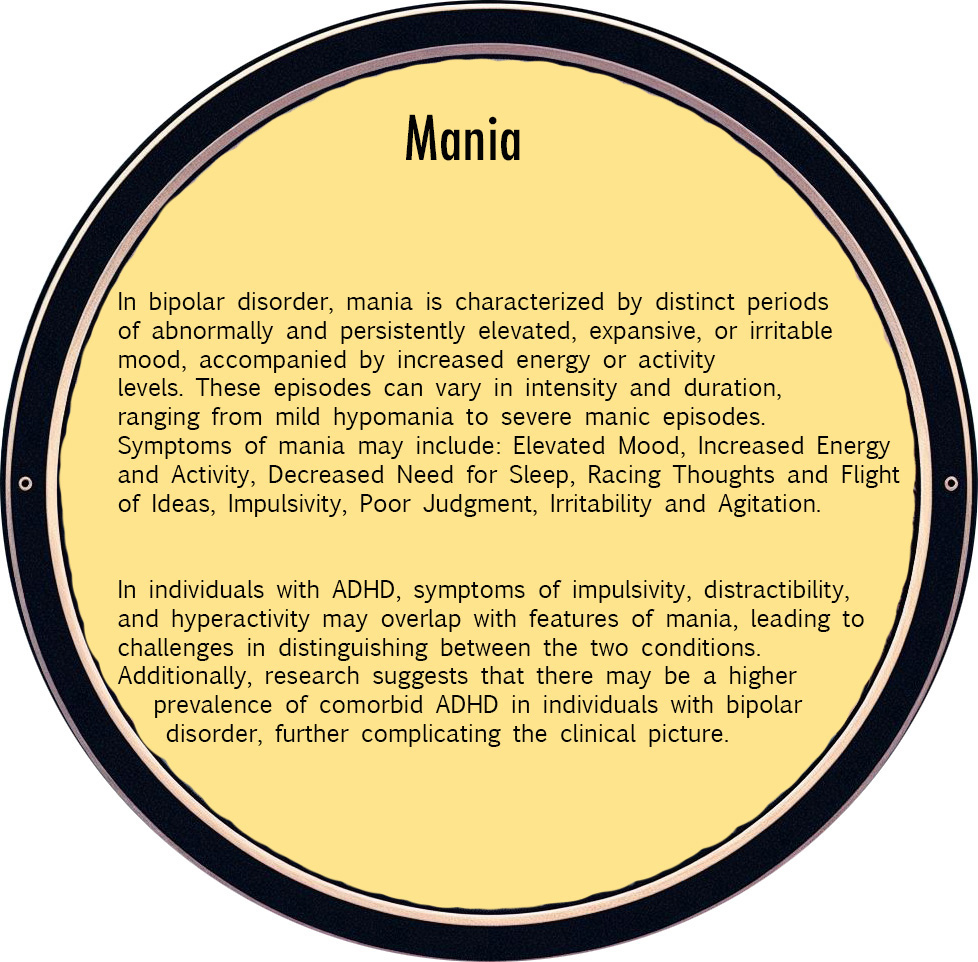 Mania
In bipolar disorder, mania is characterized by distinct periods
of abnormally and persistently elevated, expansive, or irritable
mood, accompanied by increased energy or activity
levels. These episodes can vary in intensity and duration,
ranging from mild hypomania to severe manic episodes.
Symptoms of mania may include: Elevated Mood, Increased Energy
and Activity, Decreased Need for Sleep, Racing Thoughts and Flight
of Ideas, Impulsivity, Poor Judgment, Irritability and Agitation.
In individuals with ADHD, symptoms of impulsivity, distractibility,
and hyperactivity may overlap with features of mania, leading to
challenges in distinguishing between the two conditions.
Additionally, research suggests that there may be a higher
prevalence of comorbid ADHD in individuals with bipolar
disorder, further complicating the clinical picture.